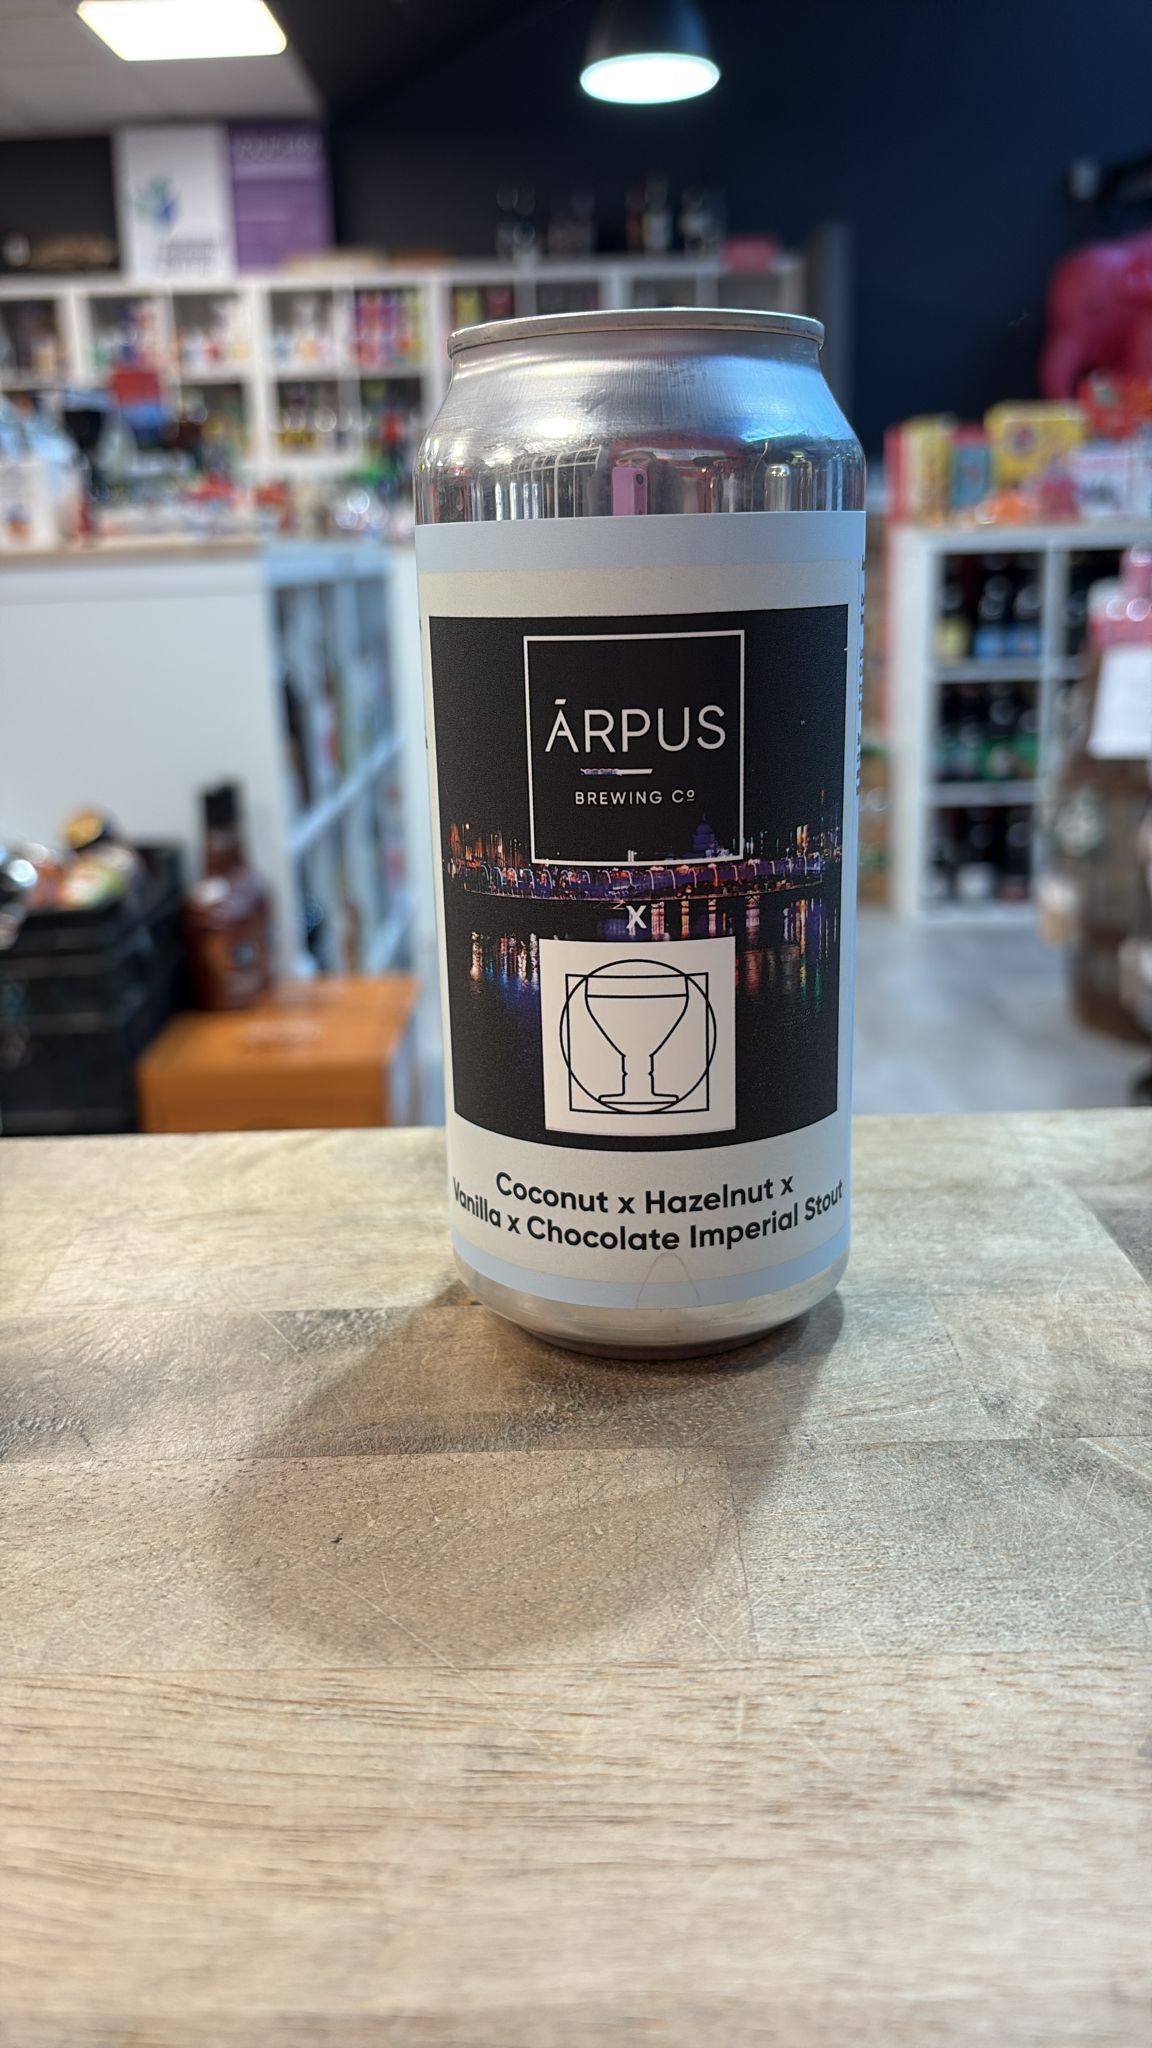 ĀRPUS
BREWING Cº
X
Coconut x Hazelnut x
Vanilla x Chocolate Imperial Stout